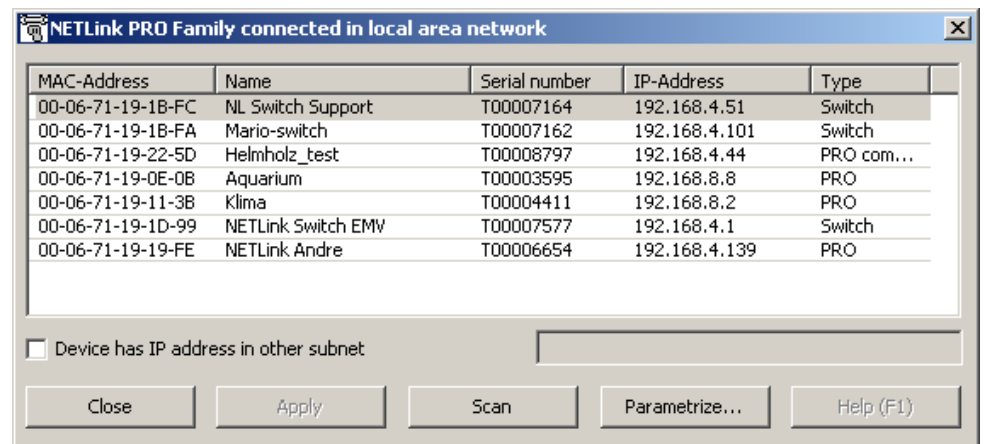 NETLink PRO Family connected in local area network
MAC-Address Name Serial number IP-Address Type
00-06-71-19-1B-FC NL Switch Support T00007164 192.168.4.51 Switch
00-06-71-19-1B-FA Mario-switch T00007162 192.168.4.101 Switch
00-06-71-19-22-5D Helmholz_test T00008797 192.168.4.44 PRO com...
00-06-71-19-0E-0B Aquarium T00003595 192.168.8.8 PRO
00-06-71-19-11-3B Klima T00004411 192.168.8.2 PRO
00-06-71-19-1D-99 NETLink Switch EMV T00007577 192.168.4.1 Switch
00-06-71-19-19-FE NETLink Andre T00006654 192.168.4.139 PRO
Device has IP address in other subnet
Close Apply Scan Parametrize... Help (F1)